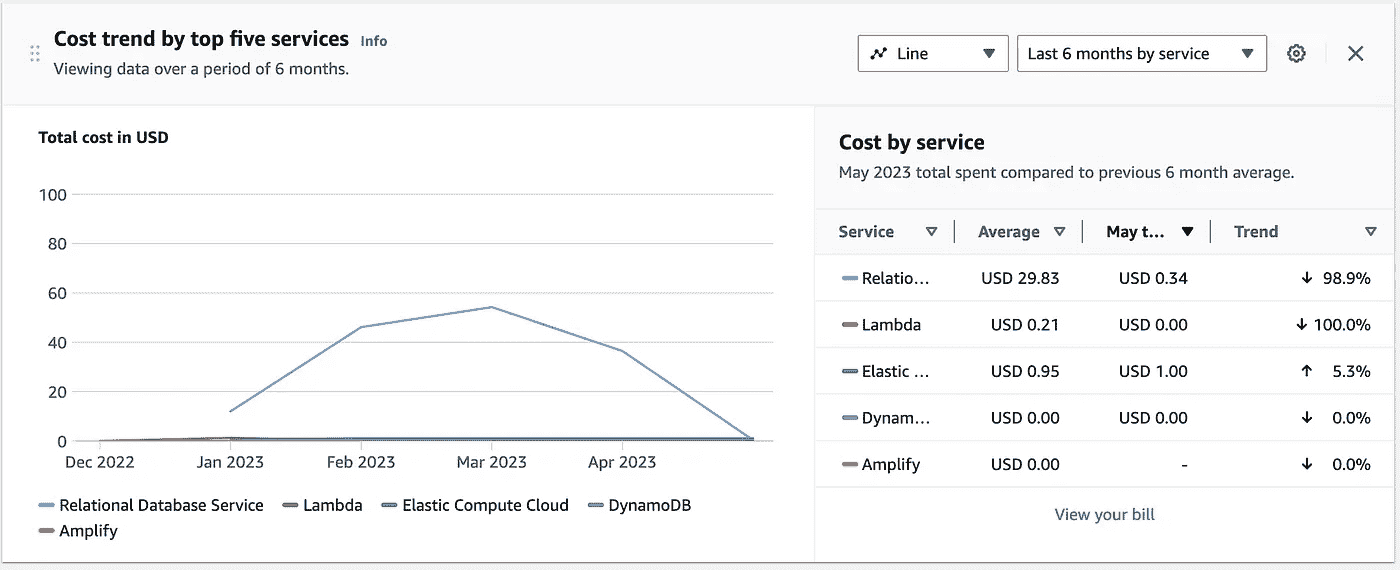 Cost trend by top five services Info
Viewing data over a period of 6 months.
Line
Last 6 months by service
Total cost in USD
100
80
60
40
20
0
Dec 2022 Jan 2023 Feb 2023 Mar 2023 Apr 2023
Relational Database Service Lambda Elastic Compute Cloud DynamoDB
Amplify
Cost by service
May 2023 total spent compared to previous 6 month average.
Service Average May t... Trend
Relatio... USD 29.83 USD 0.34 ↓ 98.9%
Lambda USD 0.21 USD 0.00 ↓ 100.0%
Elastic ... USD 0.95 USD 1.00 ↑ 5.3%
Dynam... USD 0.00 USD 0.00 ↓ 0.0%
Amplify USD 0.00 - ↓ 0.0%
View your bill